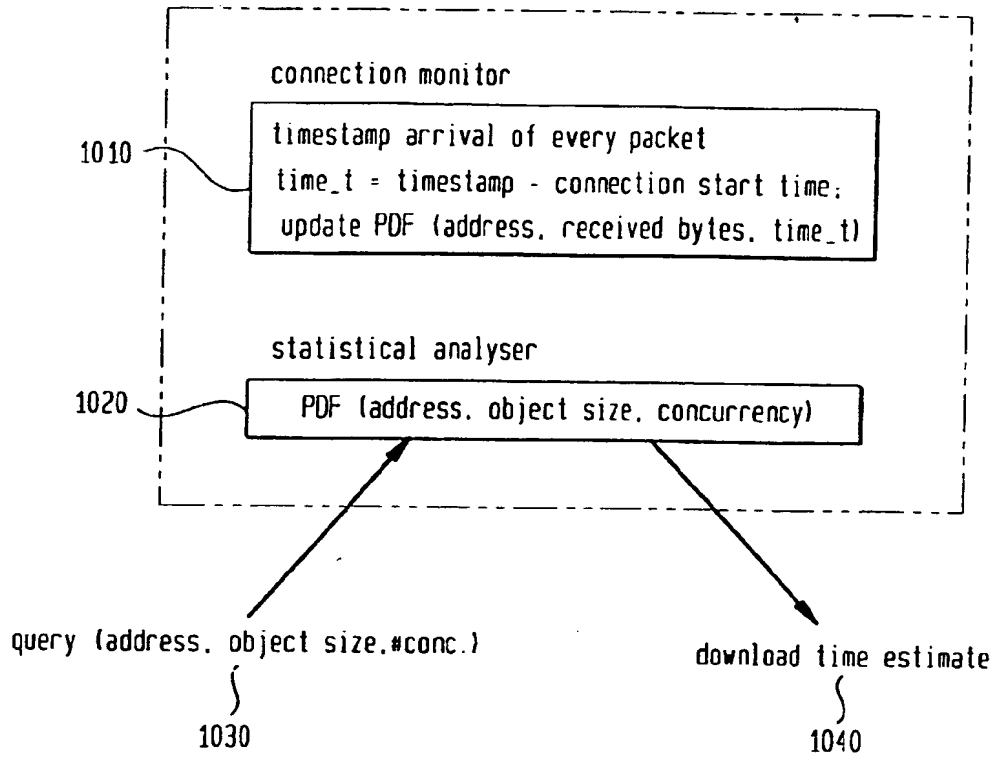 connection monitor
1010
timestamp arrival of every packet
time_t = timestamp - connection start time;
update PDF (address, received bytes, time_t)
statistical analyser
1020
PDF (address, object size, concurrency)
query (address, object size,#conc.)
download time estimate
1030
1040